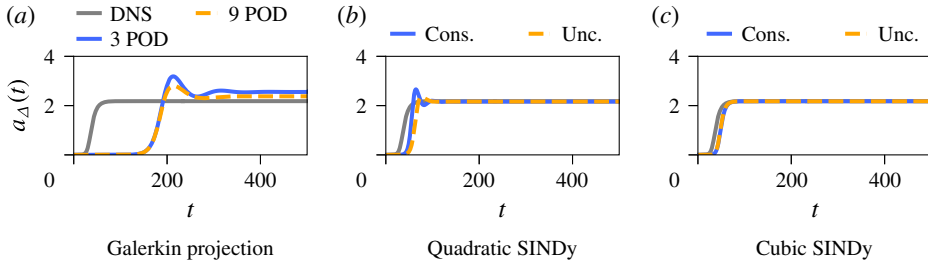 (a) DNS 9 POD
3 POD
(b) Cons. Unc.
(c) Cons. Unc.
4
2
0 200 400
a_Δ(t)
t
Galerkin projection
4
2
0 200 400
t
Quadratic SINDy
4
2
0 200 400
t
Cubic SINDy